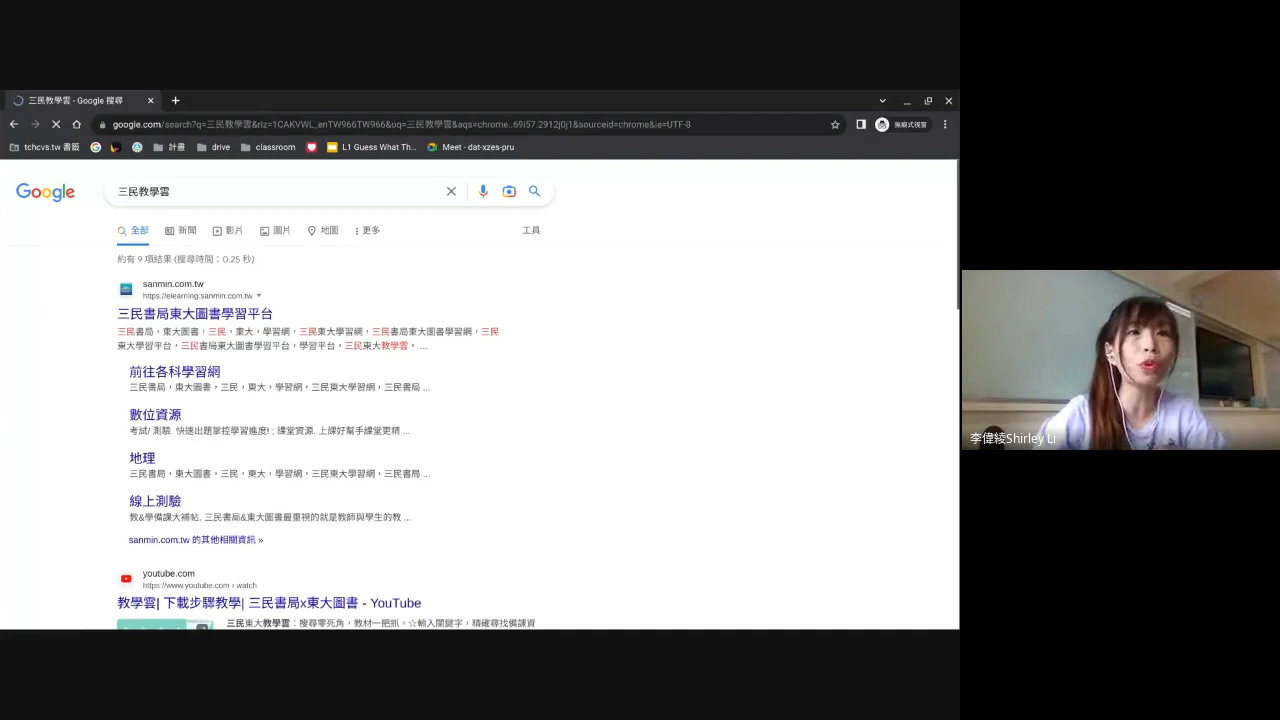 三民教學雲 - Google 搜尋
google.com/search?q=三民教學雲&rlz=1CAKVWL_enTW966TW966&oq=三民教學雲&aqs=chrome..69i57.2912j0j1&sourceid=chrome&ie=UTF-8
無痕式視窗
tchcvs.tw 書籤
計畫
drive
classroom
L1 Guess What Th...
Meet - dat-xzes-pru
Google
三民教學雲
全部
新聞
影片
圖片
地圖
更多
工具
約有 9 項結果 (搜尋時間：0.25 秒)
sanmin.com.tw
https://elearning.sanmin.com.tw
三民書局東大圖書學習平台
三民書局，東大圖書，三民，東大，學習網，三民東大學習網，三民書局東大圖書學習網，三民
東大學習平台，三民書局東大圖書學習平台，學習平台，三民東大教學雲， ...
前往各科學習網
三民書局，東大圖書，三民，東大，學習網，三民東大學習網，三民書局 ...
數位資源
考試/ 測驗. 快速出題掌控學習進度! ; 課堂資源. 上課好幫手課堂更精 ...
地理
三民書局，東大圖書，三民，東大，學習網，三民東大學習網，三民書局 ...
線上測驗
教&學備課大補帖. 三民書局&東大圖書最重視的就是教師與學生的教 ...
sanmin.com.tw 的其他相關資訊 »
youtube.com
https://www.youtube.com › watch
教學雲| 下載步驟教學| 三民書局x東大圖書 - YouTube
三民東大教學雲：搜尋零死角，教材一把抓。☆輸入關鍵字，精確尋找備課資
李偉綾Shirley Li